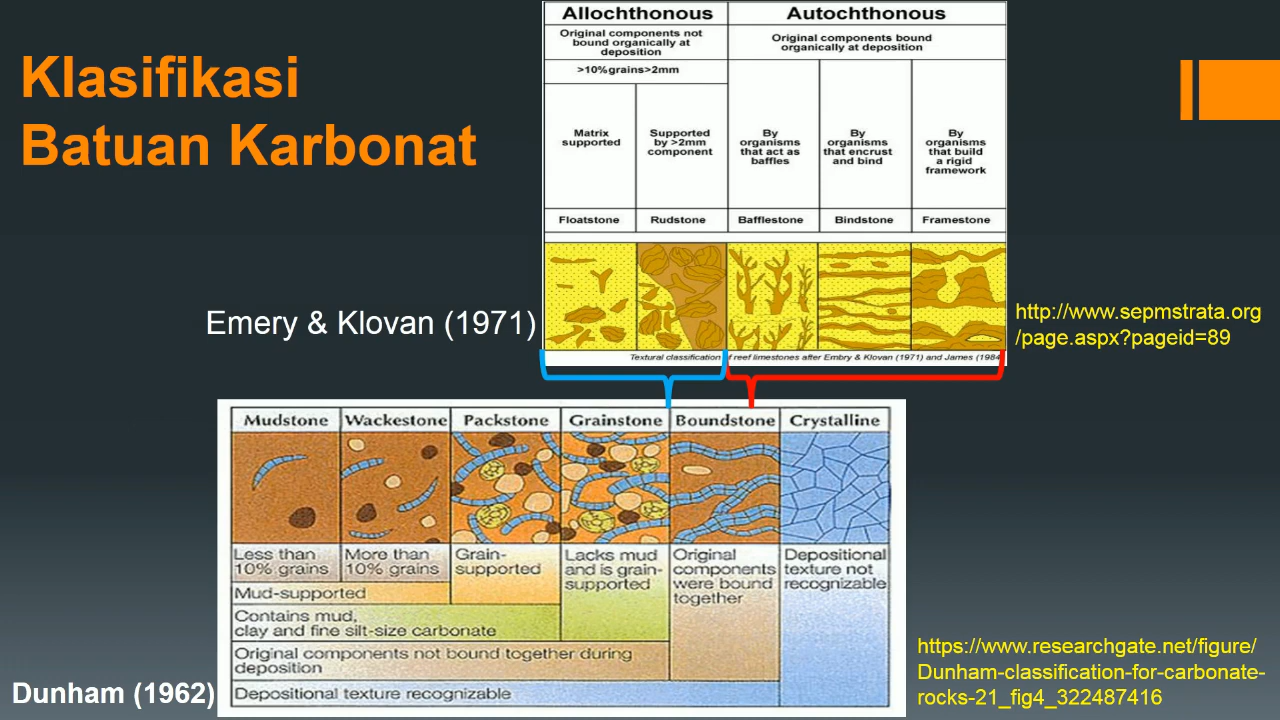 Klasifikasi
Batuan Karbonat
Allochthonous
Autochthonous
Original components not
bound organically at
deposition
Original components bound
organically at deposition
>10%grains>2mm
Matrix
supported
Supported
by >2mm
component
By
organisms
that act as
baffles
By
organisms
that encrust
and bind
By
organisms
that build
a rigid
framework
Floatstone
Rudstone
Bafflestone
Bindstone
Framestone
Textural classification of reef limestones after Embry & Klovan (1971) and James (1984
Emery & Klovan (1971)
http://www.sepmstrata.org
/page.aspx?pageid=89
Mudstone
Wackestone
Packstone
Grainstone
Boundstone
Crystalline
Less than
10% grains
More than
10% grains
Grain-
supported
Lacks mud
and is grain-
supported
Original
components
were bound
together
Depositional
texture not
recognizable
Mud-supported
Contains mud,
clay and fine silt-size carbonate
Original components not bound together during
deposition
Depositional texture recognizable
Dunham (1962)
https://www.researchgate.net/figure/
Dunham-classification-for-carbonate-
rocks-21_fig4_322487416